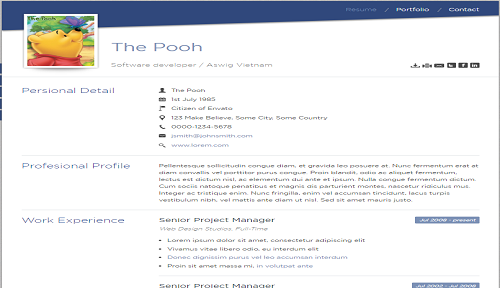 Resume / Portfolio / Contact
The Pooh
The Pooh
Software developer / Aswig Vietnam
Persional Detail
The Pooh
1st July 1985
Citizen of Envato
123 Make Believe, Some City, Some Country
0000-1234-5678
jsmith@johnsmith.com
www.lorem.com
Profesional Profile
Pellentesque sollicitudin congue diam, et gravida leo posuere at. Nunc fermentum erat at
diam convallis vel porttitor purus congue. Proin blandit, odio ac aliquet fermentum,
lectus est dictum nisl, ac elementum du ante et ipsum. Nulla congue fermentum dictum.
Cum sociis natoque penatibus et magnis dis parturient montes, nascetur ridiculus mus.
Integer ac tristique enim. Nunc fringilla, enim vel accumsan tincidunt, lacus turpis
vestibulum nibh, vel mattis ante diam ut nisl. Sed sit amet mauris justo.
Work Experience
Senior Project Manager
Jul 2008 - present
Web Design Studios, Full-Time
Lorem ipsum dolor sit amet, consectetur adipiscing elit
Vivamus vitae libero odio, eu interdum elit
Donec dignissim purus vel leo accumsan interdum
Proin sit amet massa mi, in volutpat ante
Senior Project Manager
Jul 2002 - Jul 2008